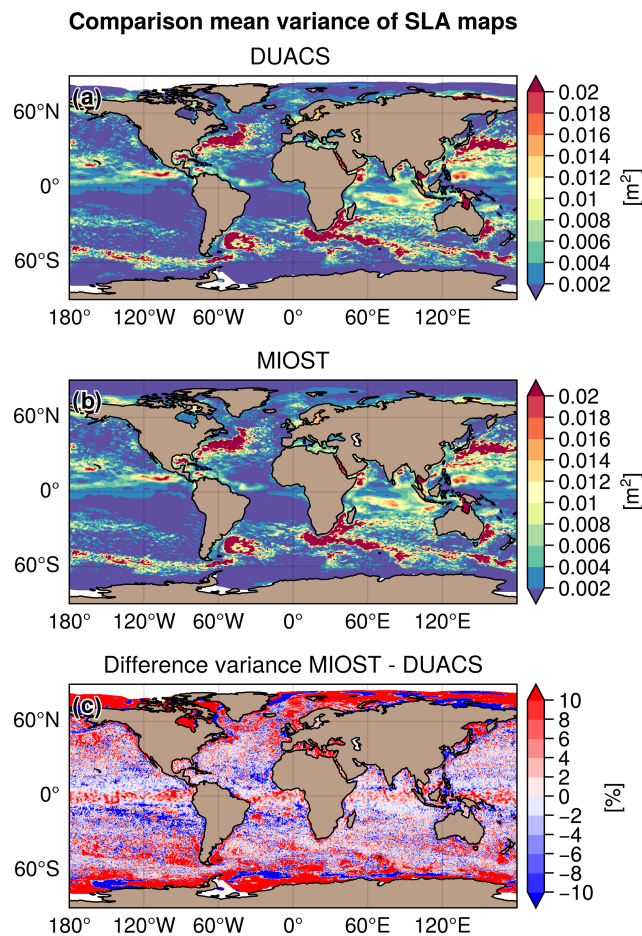 Comparison mean variance of SLA maps
DUACS
(a)
60°N
0°
60°S
180° 120°W 60°W 0° 60°E 120°E
0.02
0.018
0.016
0.014
0.012
0.01
0.008
0.006
0.004
0.002
[m²]
MIOST
(b)
60°N
0°
60°S
180° 120°W 60°W 0° 60°E 120°E
0.02
0.018
0.016
0.014
0.012
0.01
0.008
0.006
0.004
0.002
[m²]
Difference variance MIOST - DUACS
(c)
60°N
0°
60°S
180° 120°W 60°W 0° 60°E 120°E
10
8
6
4
2
0
−2
−4
−6
−8
−10
[%]